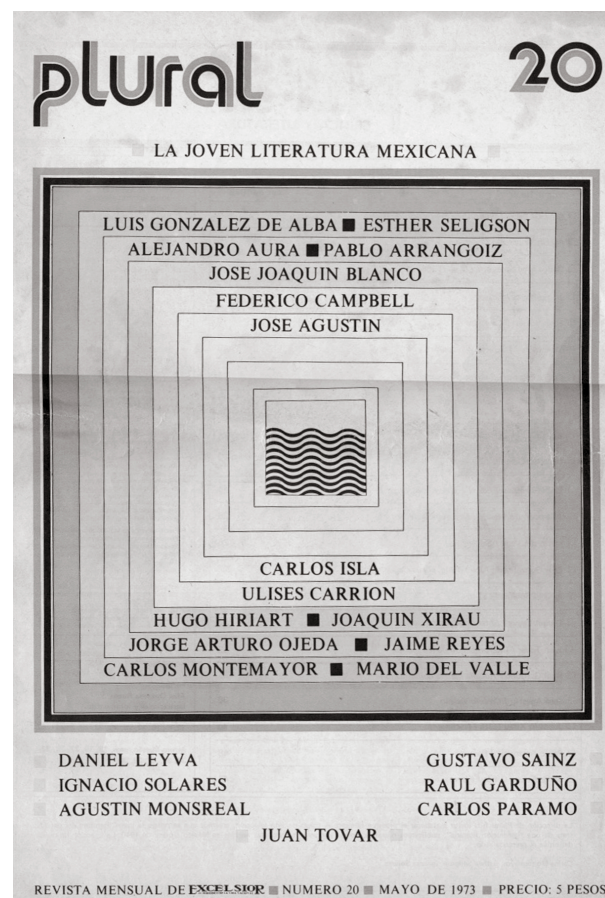 plural 20
LA JOVEN LITERATURA MEXICANA
LUIS GONZALEZ DE ALBA ■ ESTHER SELIGSON
ALEJANDRO AURA ■ PABLO ARRANGOIZ
JOSE JOAQUIN BLANCO
FEDERICO CAMPBELL
JOSE AGUSTIN
CARLOS ISLA
ULISES CARRION
HUGO HIRIART ■ JOAQUIN XIRAU
JORGE ARTURO OJEDA ■ JAIME REYES
CARLOS MONTEMAYOR ■ MARIO DEL VALLE
DANIEL LEYVA GUSTAVO SAINZ
IGNACIO SOLARES RAUL GARDUÑO
AGUSTIN MONSREAL CARLOS PARAMO
JUAN TOVAR
REVISTA MENSUAL DE EXCELSIOR ■ NUMERO 20 ■ MAYO DE 1973 ■ PRECIO: 5 PESOS